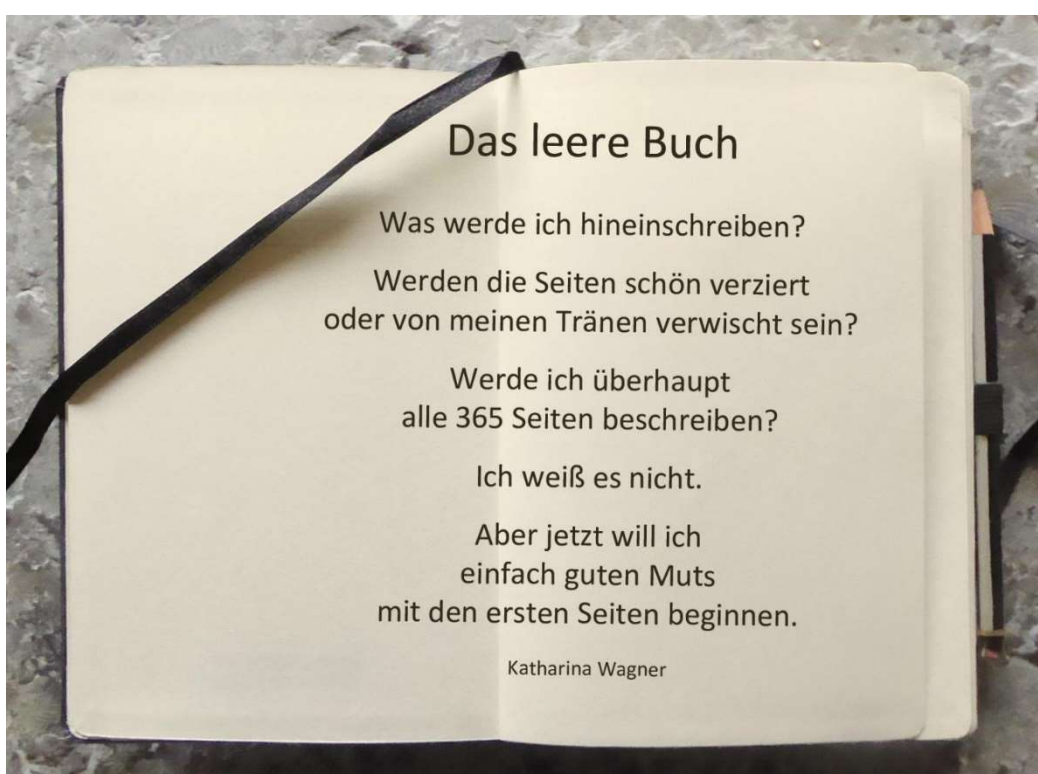 Das leere Buch
Was werde ich hineinschreiben?
Werden die Seiten schön verziert
oder von meinen Tränen verwischt sein?
Werde ich überhaupt
alle 365 Seiten beschreiben?
Ich weiß es nicht.
Aber jetzt will ich
einfach guten Muts
mit den ersten Seiten beginnen.
Katharina Wagner